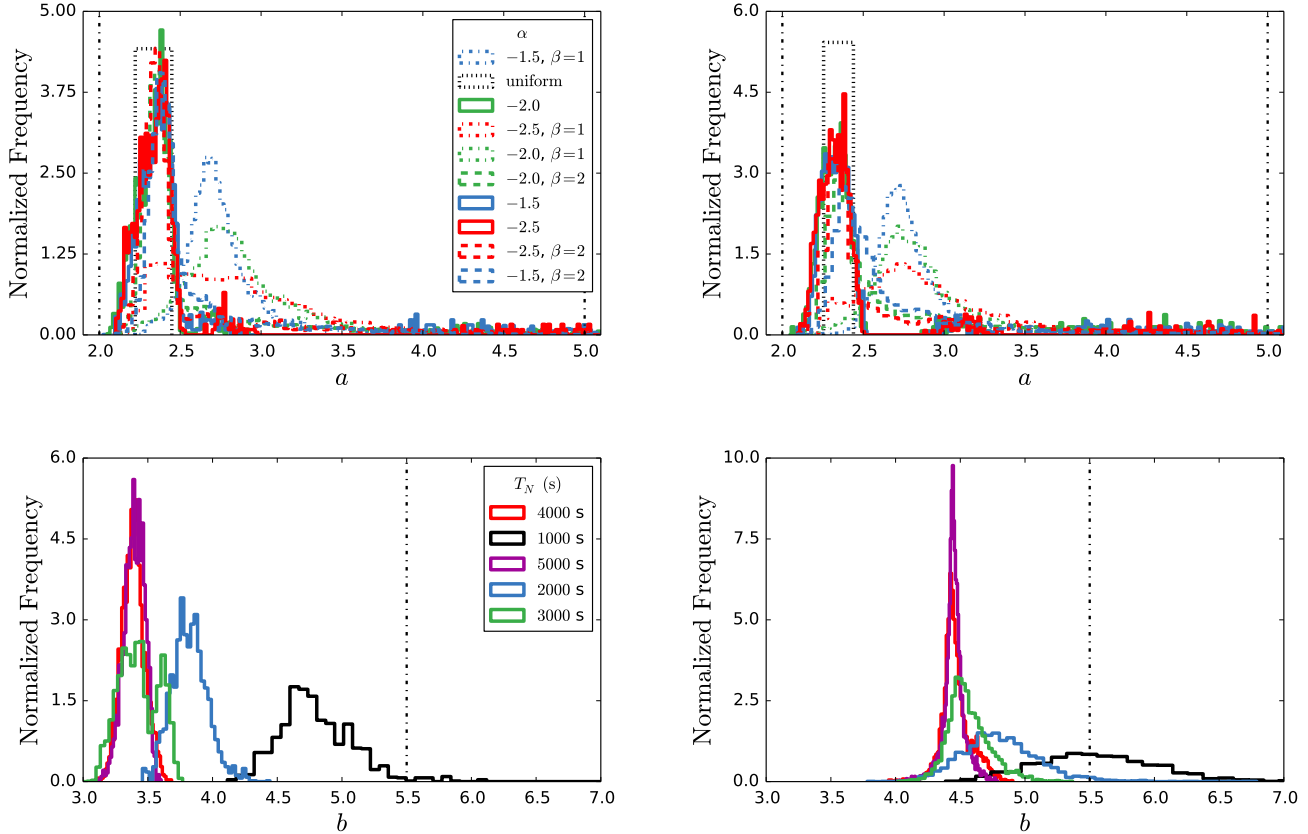 Normalized Frequency
5.00
3.75
2.50
1.25
0.00
2.0 2.5 3.0 3.5 4.0 4.5 5.0
a
α
−1.5, β=1
uniform
−2.0
−2.5, β=1
−2.0, β=1
−2.0, β=2
−1.5
−2.5
−2.5, β=2
−1.5, β=2
Normalized Frequency
6.0
4.5
3.0
1.5
0.0
2.0 2.5 3.0 3.5 4.0 4.5 5.0
a
Normalized Frequency
6.0
4.5
3.0
1.5
0.0
3.0 3.5 4.0 4.5 5.0 5.5 6.0 6.5 7.0
b
T_N (s)
4000 s
1000 s
5000 s
2000 s
3000 s
Normalized Frequency
10.0
7.5
5.0
2.5
0.0
3.0 3.5 4.0 4.5 5.0 5.5 6.0 6.5 7.0
b